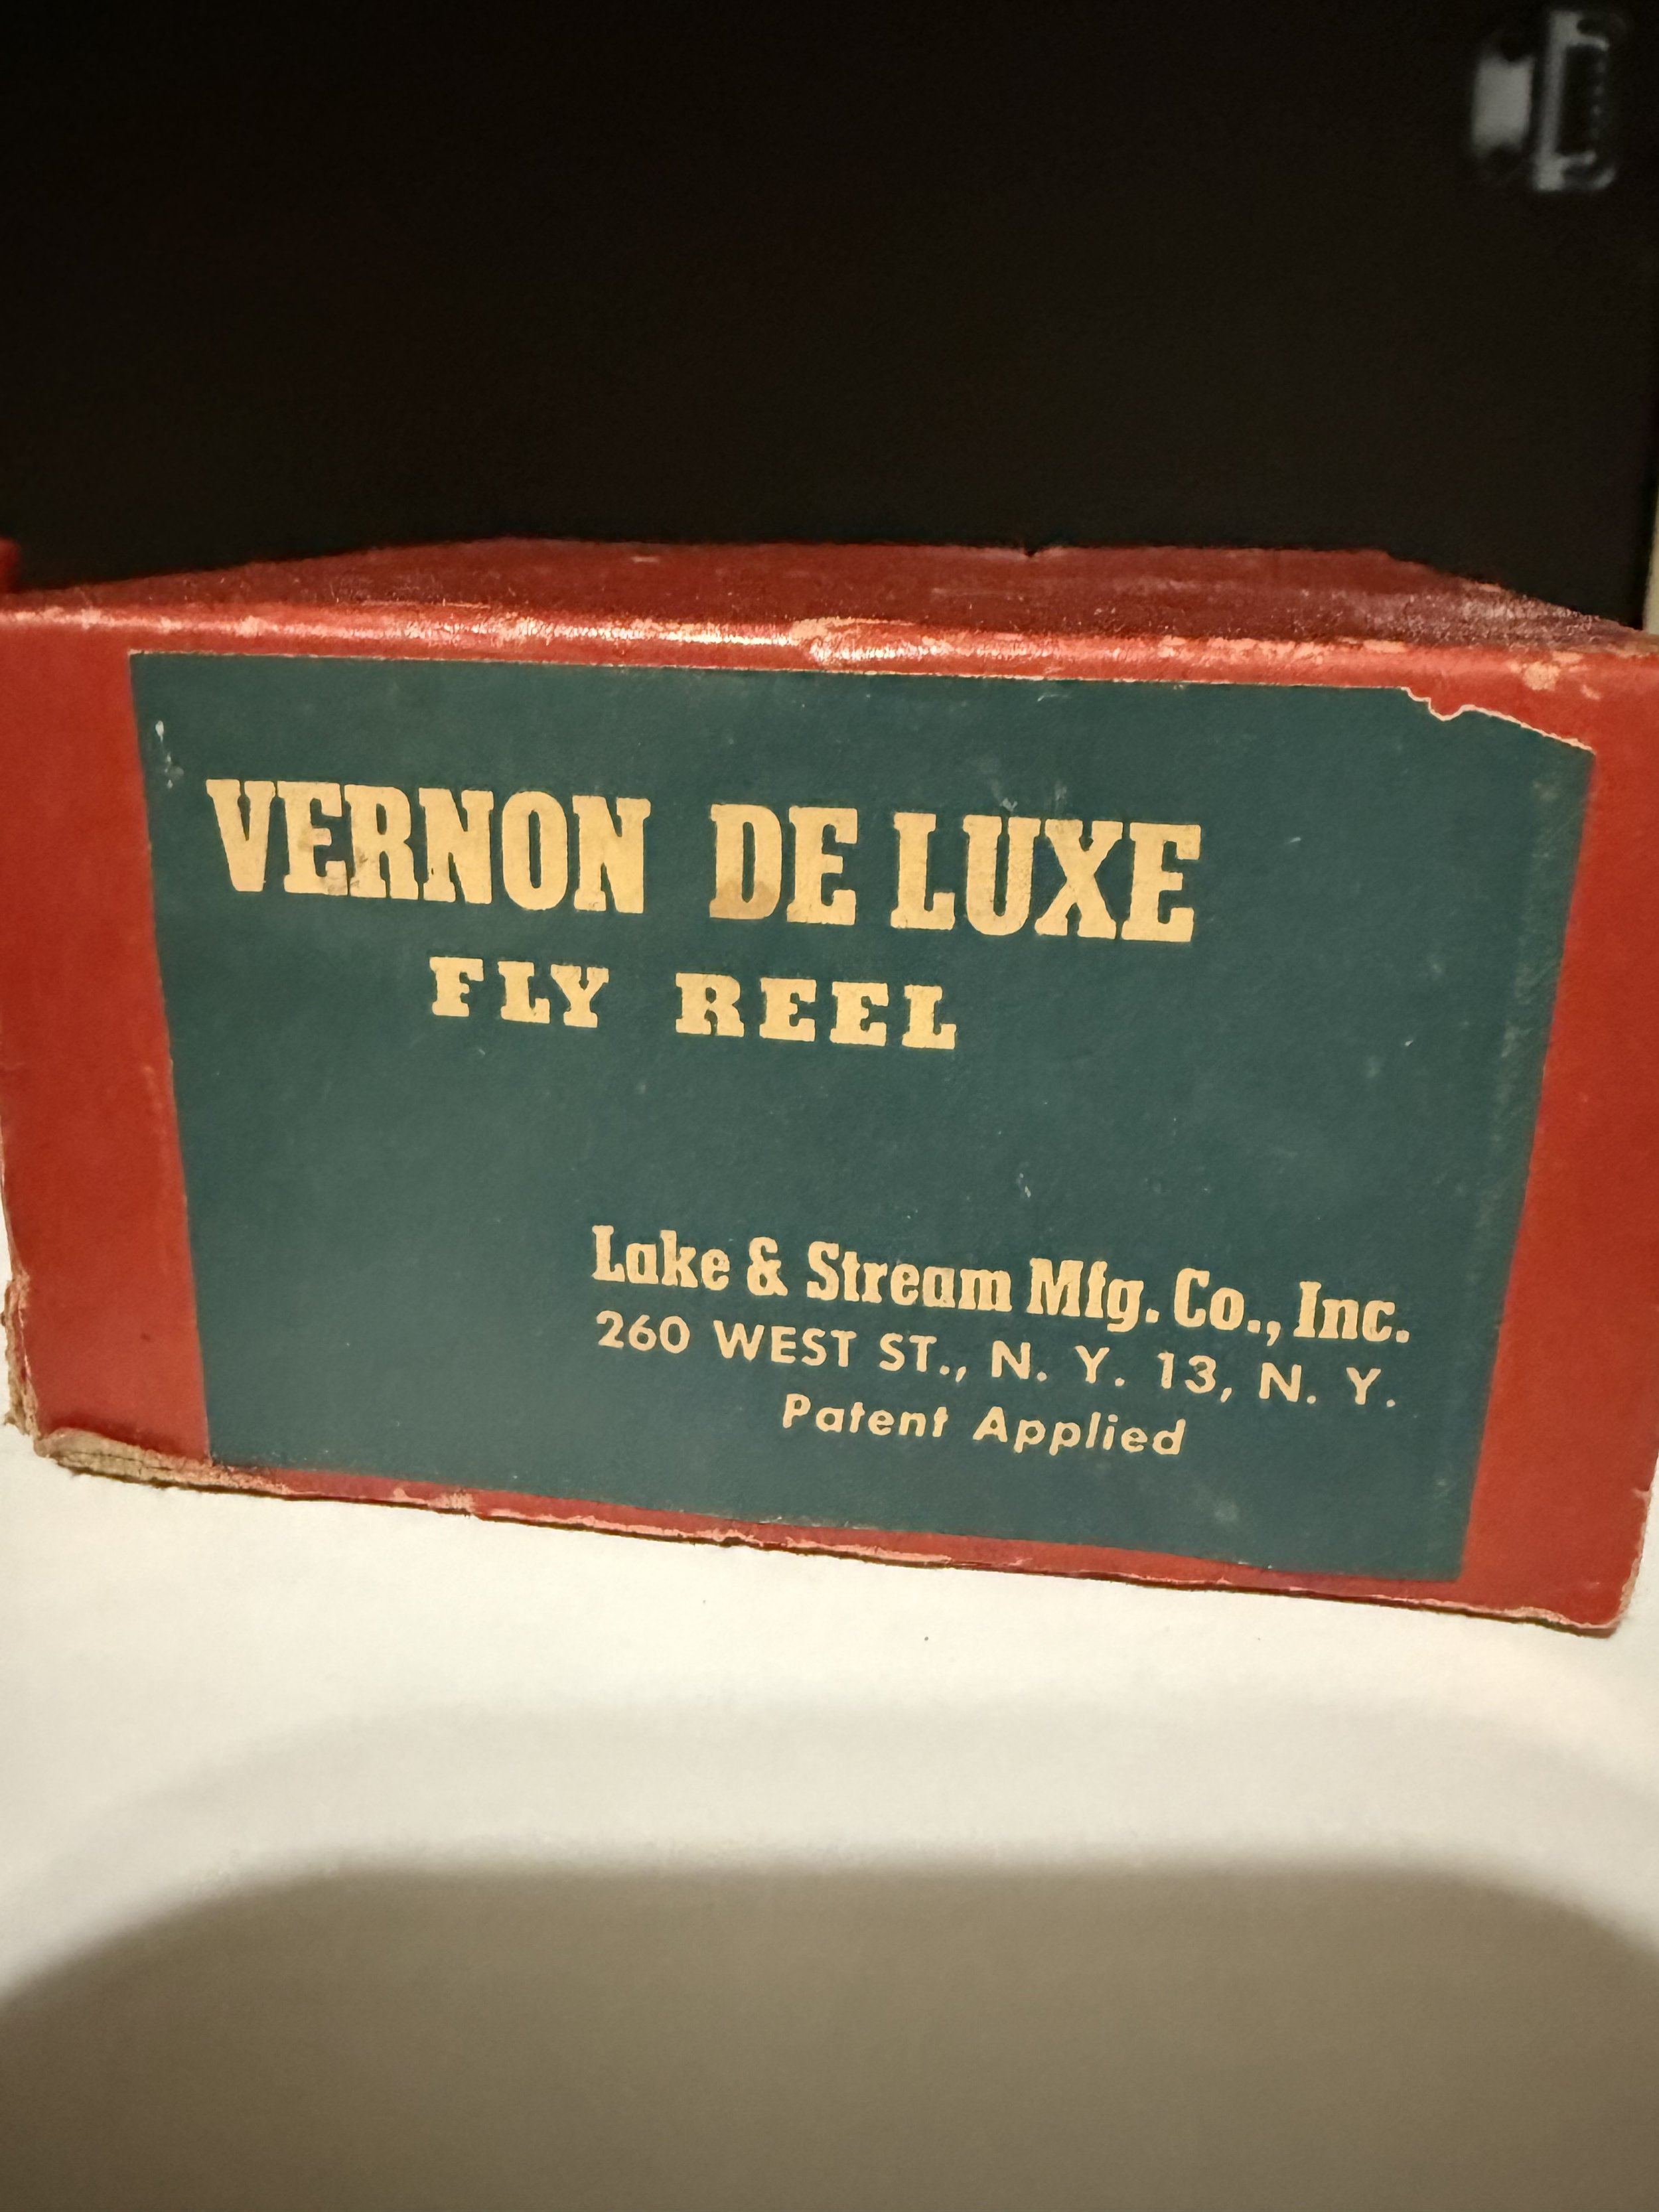 VERNON DE LUXE
FLY REEL
Lake & Stream Mfg. Co., Inc.
260 WEST ST., N. Y. 13, N. Y.
Patent Applied